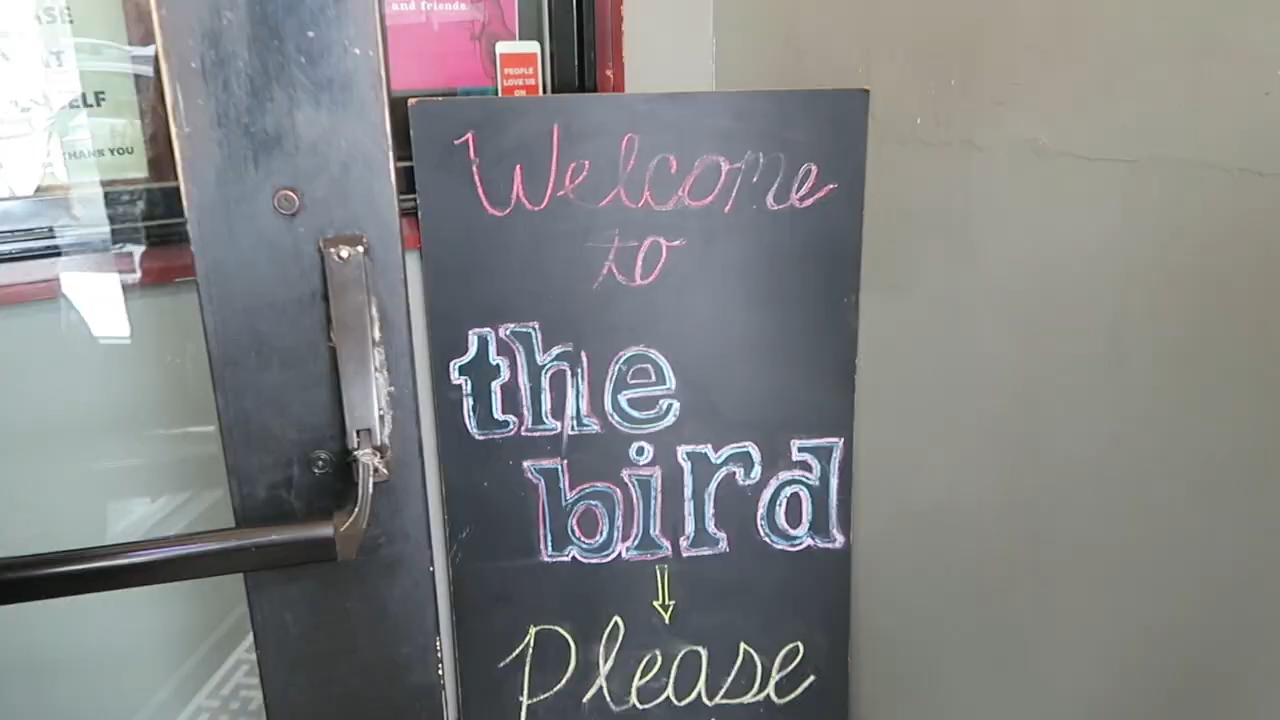 and friends
PEOPLE
LOVE US
ON
THANK YOU
Welcome
to
the
bird
Please